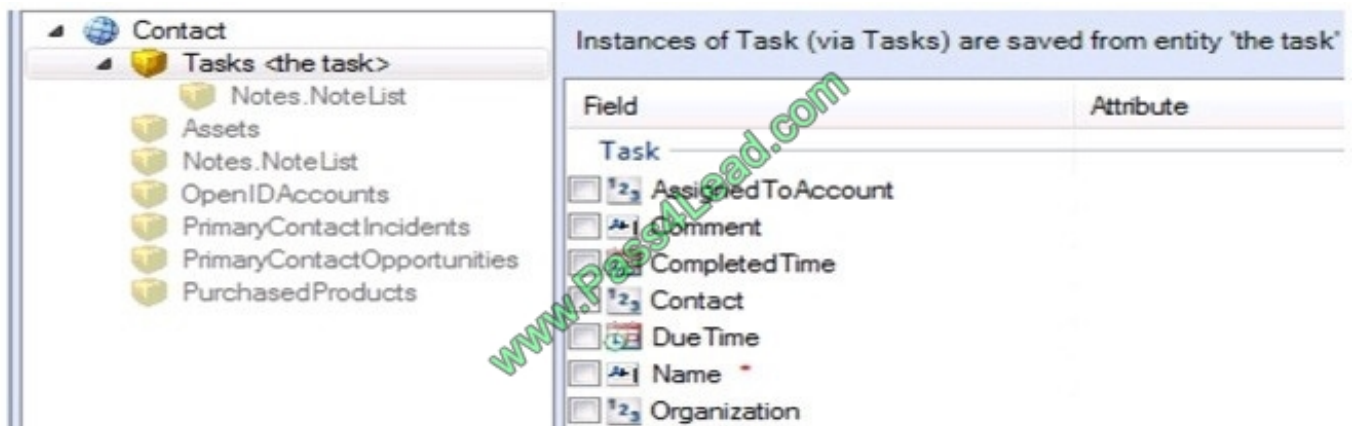 Contact
Tasks <the task>
Notes.NoteList
Assets
Notes.NoteList
OpenIDAccounts
PrimaryContactIncidents
PrimaryContactOpportunities
PurchasedProducts
Instances of Task (via Tasks) are saved from entity 'the task'
Field Attribute
Task
AssignedToAccount
Comment
CompletedTime
Contact
DueTime
Name *
Organization
www.Pass4Lead.com